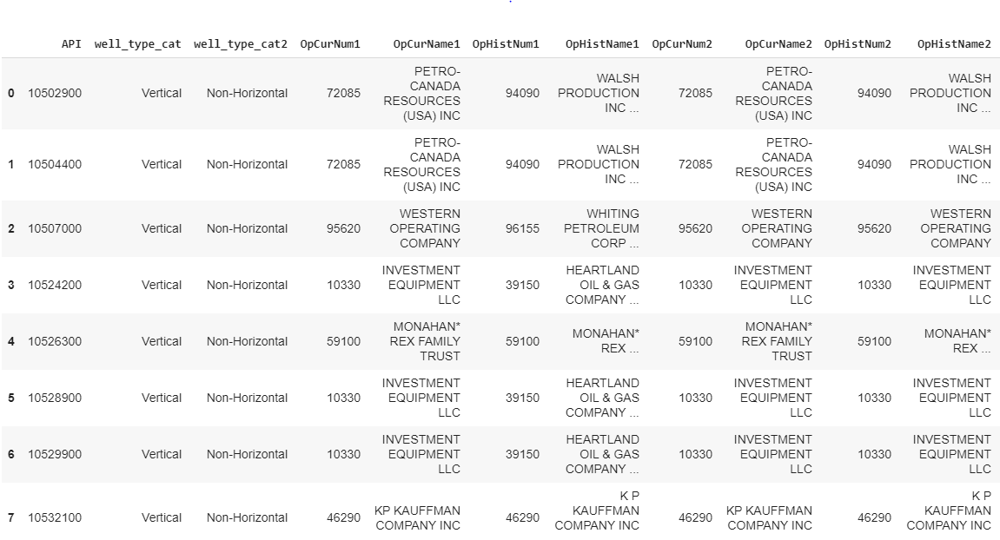 API well_type_cat well_type_cat2 OpCurNum1 OpCurName1 OpHistNum1 OpHistName1 OpCurNum2 OpCurName2 OpHistNum2 OpHistName2
0 10502900 Vertical Non-Horizontal 72085 PETRO-CANADA RESOURCES (USA) INC 94090 WALSH PRODUCTION INC ... 72085 PETRO-CANADA RESOURCES (USA) INC 94090 WALSH PRODUCTION INC ...
1 10504400 Vertical Non-Horizontal 72085 PETRO-CANADA RESOURCES (USA) INC 94090 WALSH PRODUCTION INC ... 72085 PETRO-CANADA RESOURCES (USA) INC 94090 WALSH PRODUCTION INC ...
2 10507000 Vertical Non-Horizontal 95620 WESTERN OPERATING COMPANY 96155 WHITING PETROLEUM CORP ... 95620 WESTERN OPERATING COMPANY 95620 WESTERN OPERATING COMPANY
3 10524200 Vertical Non-Horizontal 10330 INVESTMENT EQUIPMENT LLC 39150 HEARTLAND OIL & GAS COMPANY ... 10330 INVESTMENT EQUIPMENT LLC 10330 INVESTMENT EQUIPMENT LLC
4 10526300 Vertical Non-Horizontal 59100 MONAHAN* REX FAMILY TRUST 59100 MONAHAN* REX ... 59100 MONAHAN* REX FAMILY TRUST 59100 MONAHAN* REX ...
5 10528900 Vertical Non-Horizontal 10330 INVESTMENT EQUIPMENT LLC 39150 HEARTLAND OIL & GAS COMPANY ... 10330 INVESTMENT EQUIPMENT LLC 10330 INVESTMENT EQUIPMENT LLC
6 10529900 Vertical Non-Horizontal 10330 INVESTMENT EQUIPMENT LLC 39150 HEARTLAND OIL & GAS COMPANY ... 10330 INVESTMENT EQUIPMENT LLC 10330 INVESTMENT EQUIPMENT LLC
7 10532100 Vertical Non-Horizontal 46290 KP KAUFFMAN COMPANY INC 46290 K P KAUFFMAN COMPANY INC 46290 KP KAUFFMAN COMPANY INC 46290 K P KAUFFMAN COMPANY INC